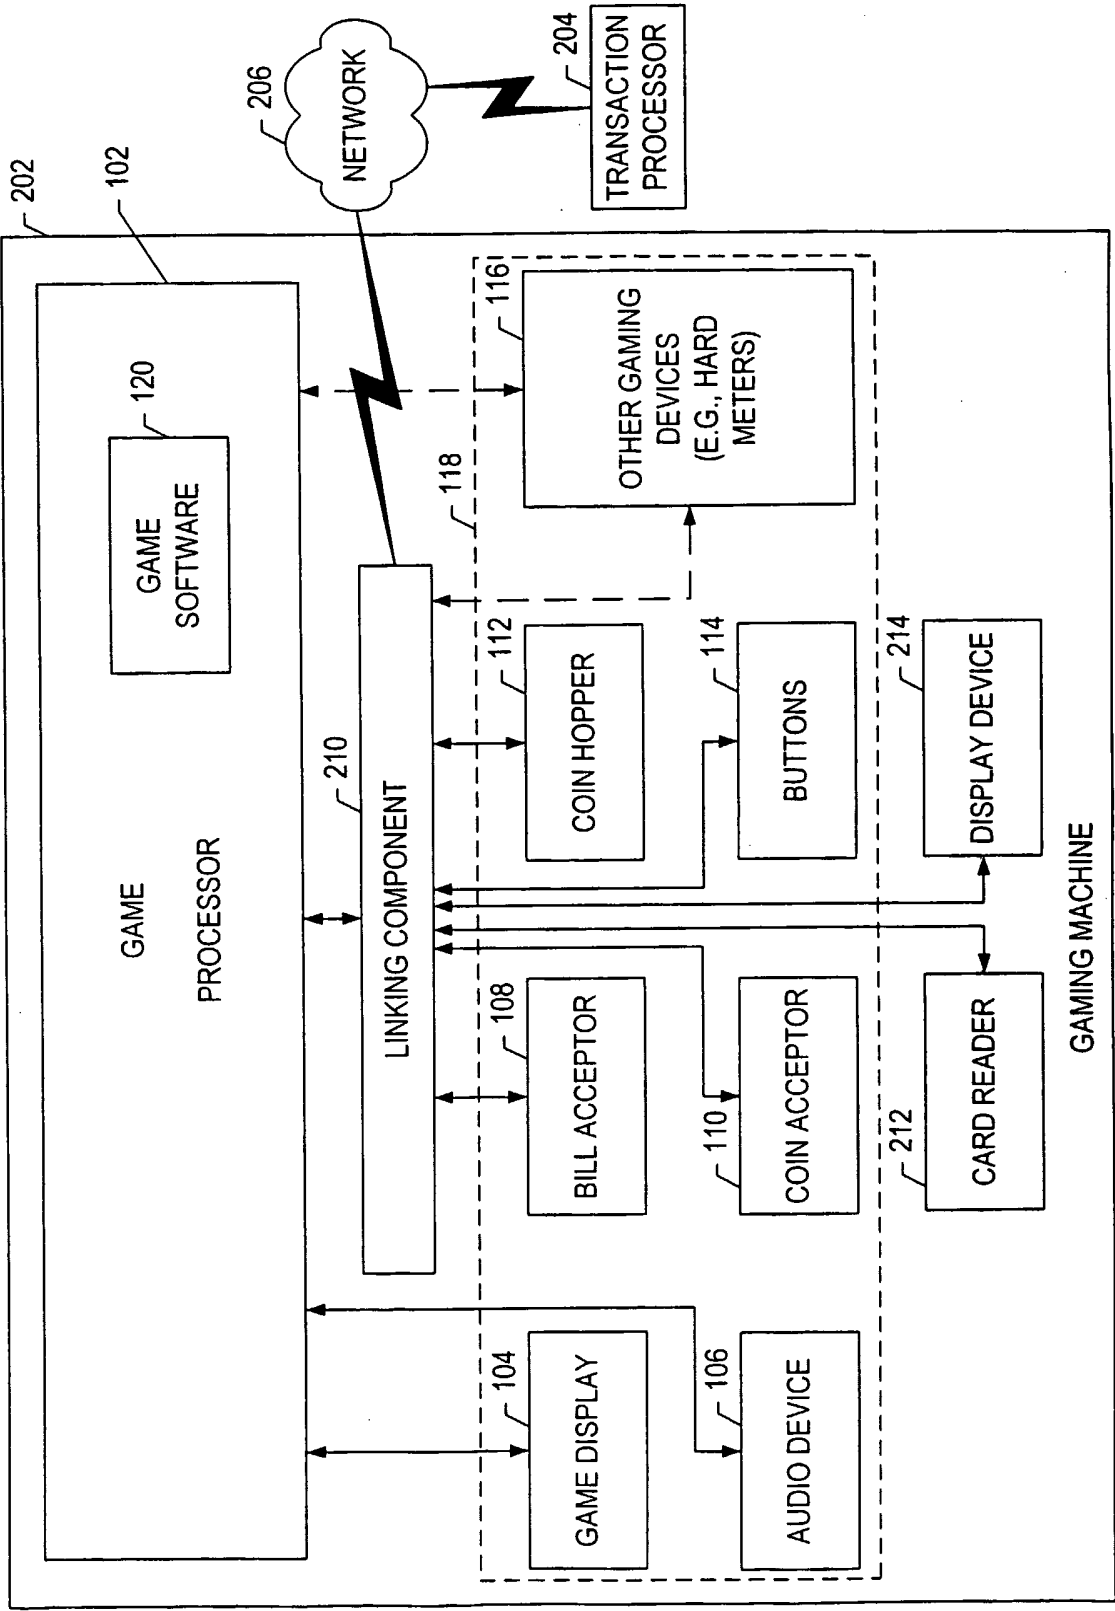 202
102
GAME
PROCESSOR
120
GAME
SOFTWARE
206
NETWORK
204
TRANSACTION
PROCESSOR
210
LINKING COMPONENT
118
104
GAME DISPLAY
108
BILL ACCEPTOR
112
COIN HOPPER
116
OTHER GAMING
DEVICES
(E.G., HARD
METERS)
106
AUDIO DEVICE
110
COIN ACCEPTOR
114
BUTTONS
212
CARD READER
214
DISPLAY DEVICE
GAMING MACHINE